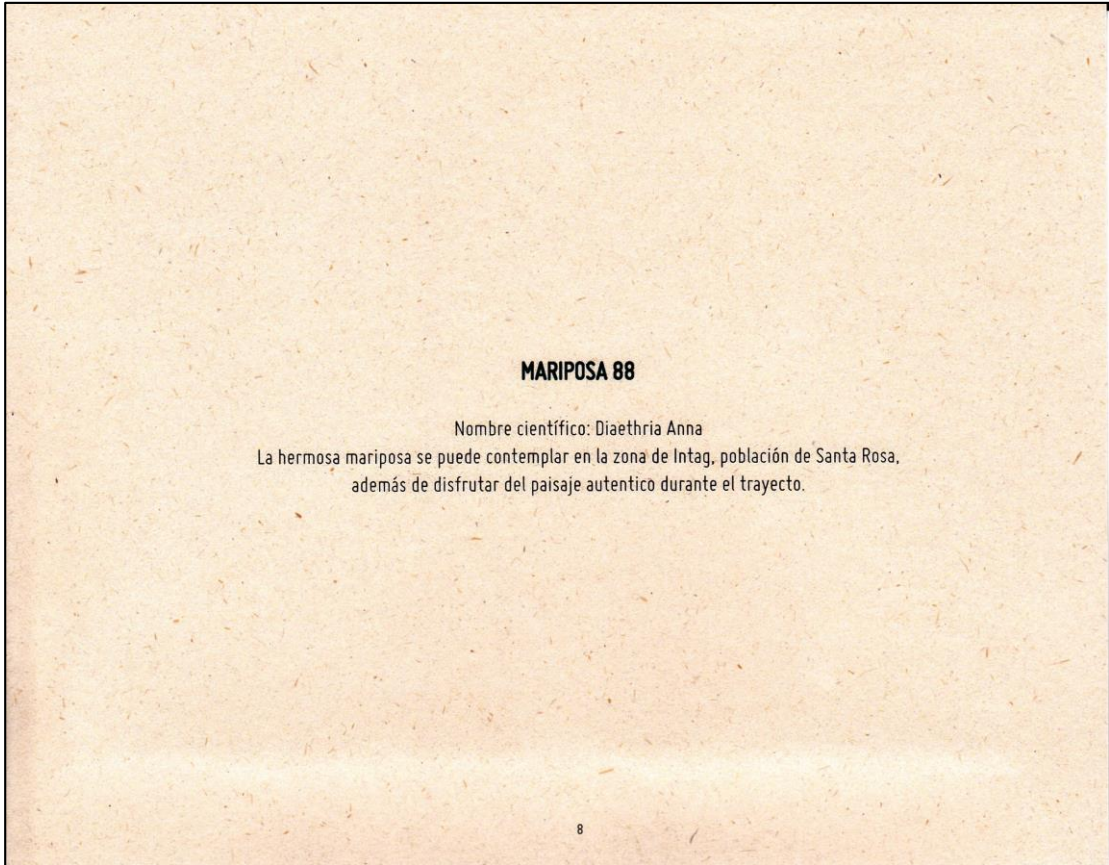 MARIPOSA 88
Nombre científico: Diaethria Anna
La hermosa mariposa se puede contemplar en la zona de Intag, población de Santa Rosa,
además de disfrutar del paisaje autentico durante el trayecto.
8